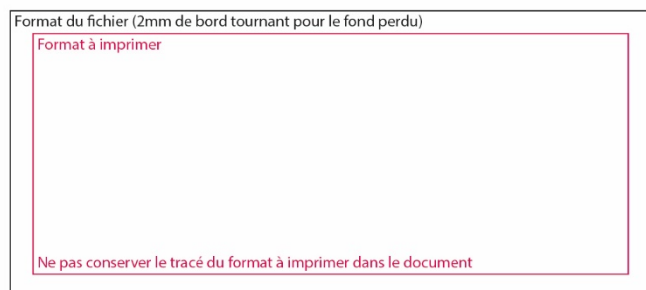 Format du fichier (2mm de bord tournant pour le fond perdu)
Format à imprimer
Ne pas conserver le tracé du format à imprimer dans le document